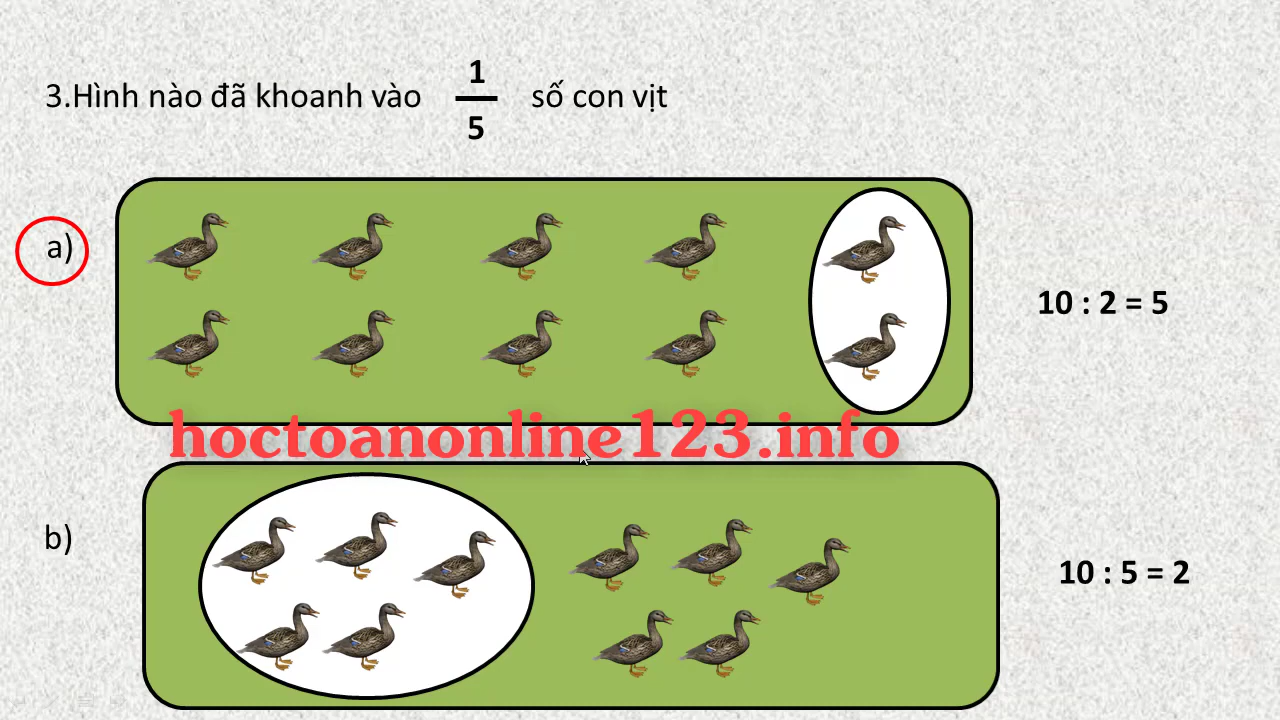 3.Hình nào đã khoanh vào 1/5 số con vịt
a)
10 : 2 = 5
hoctoanonline123.info
b)
10 : 5 = 2